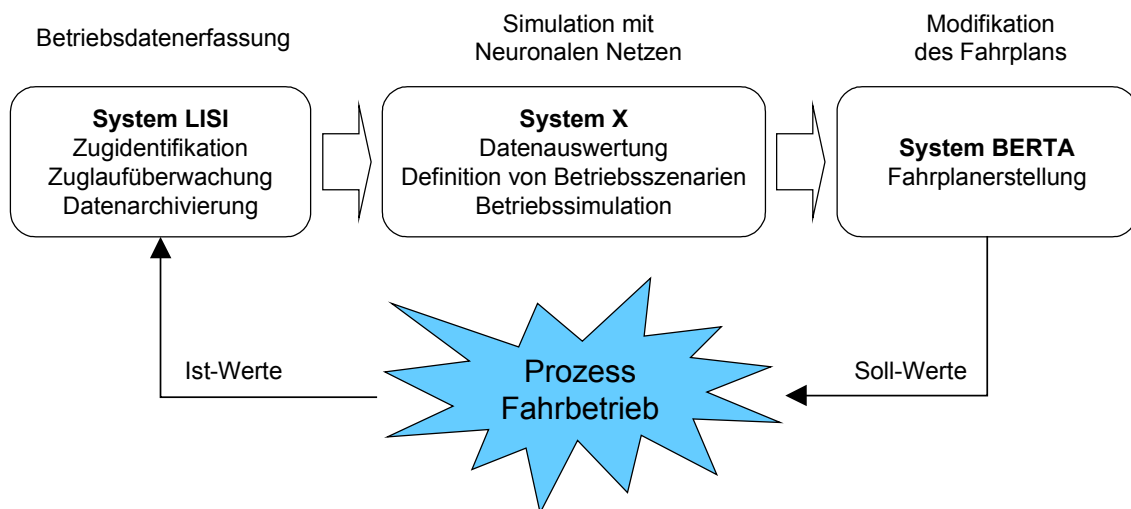 Betriebsdatenerfassung
Simulation mit
Neuronalen Netzen
Modifikation
des Fahrplans
System LISI
Zugidentifikation
Zuglaufüberwachung
Datenarchivierung
System X
Datenauswertung
Definition von Betriebsszenarien
Betriebssimulation
System BERTA
Fahrplanerstellung
Ist-Werte
Prozess
Fahrbetrieb
Soll-Werte